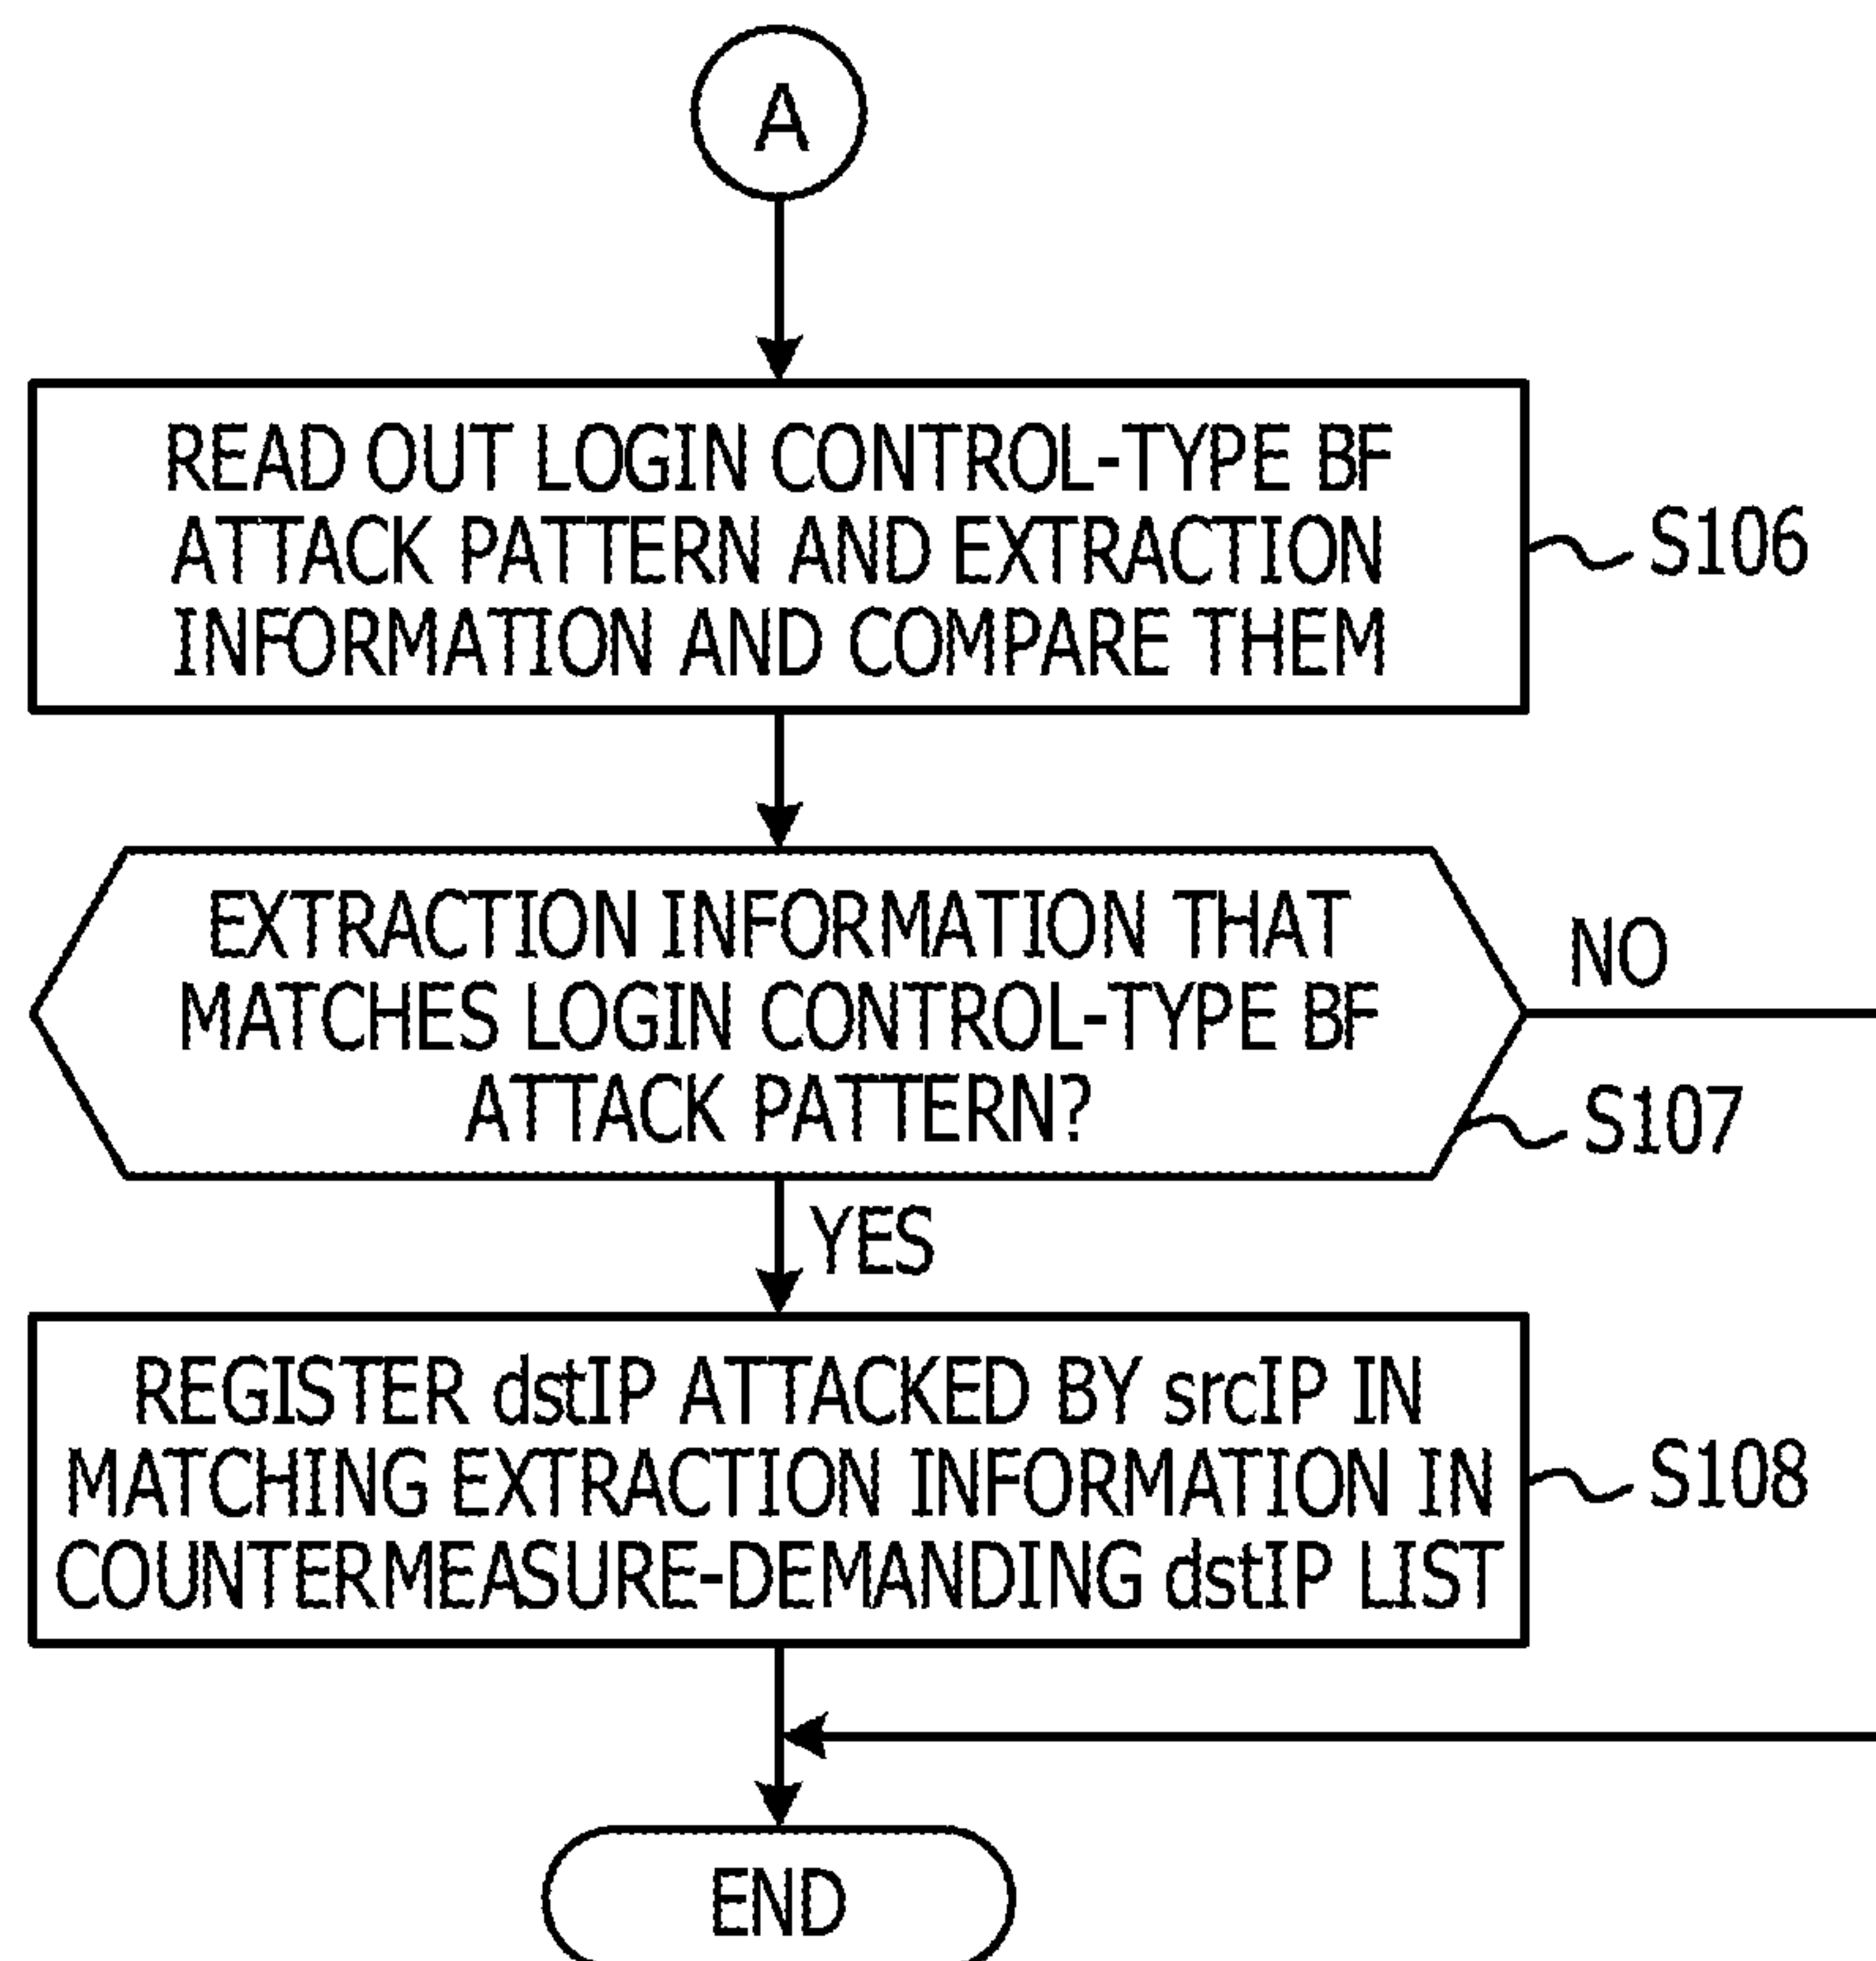 A
READ OUT LOGIN CONTROL-TYPE BF
ATTACK PATTERN AND EXTRACTION
INFORMATION AND COMPARE THEM
S106
EXTRACTION INFORMATION THAT
MATCHES LOGIN CONTROL-TYPE BF
ATTACK PATTERN?
NO
S107
YES
REGISTER dstIP ATTACKED BY srcIP IN
MATCHING EXTRACTION INFORMATION IN
COUNTERMEASURE-DEMANDING dstIP LIST
S108
END